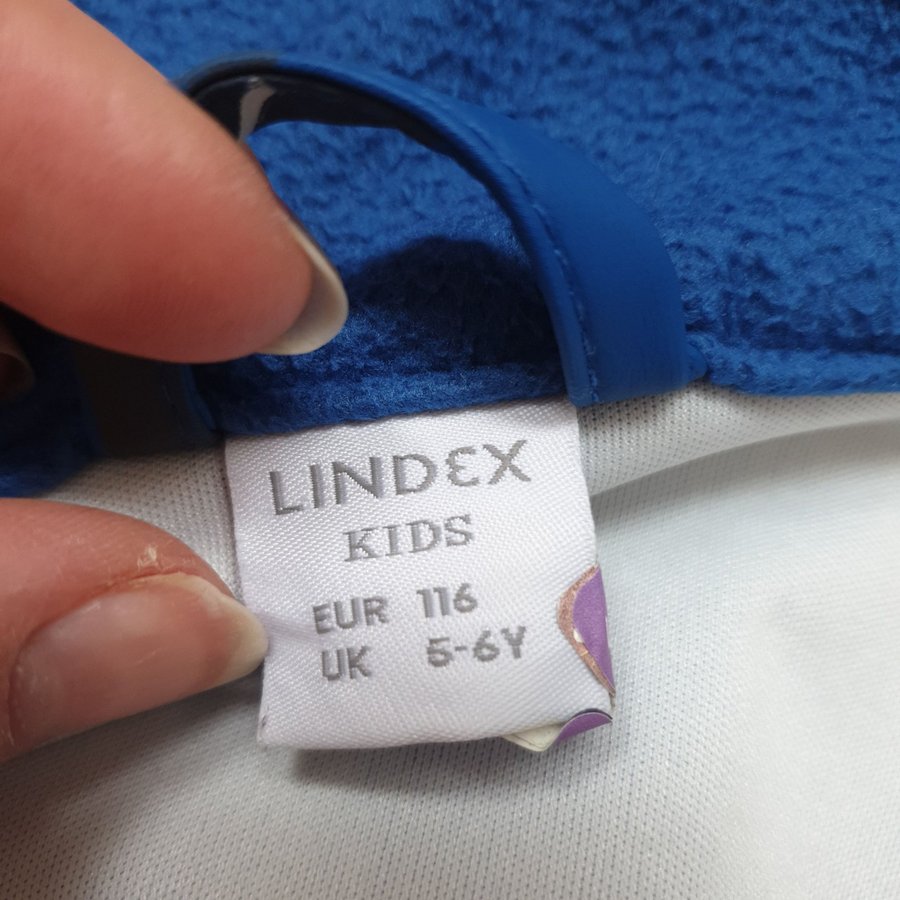 LINDEX
KIDS
EUR 116
UK 5-6Y